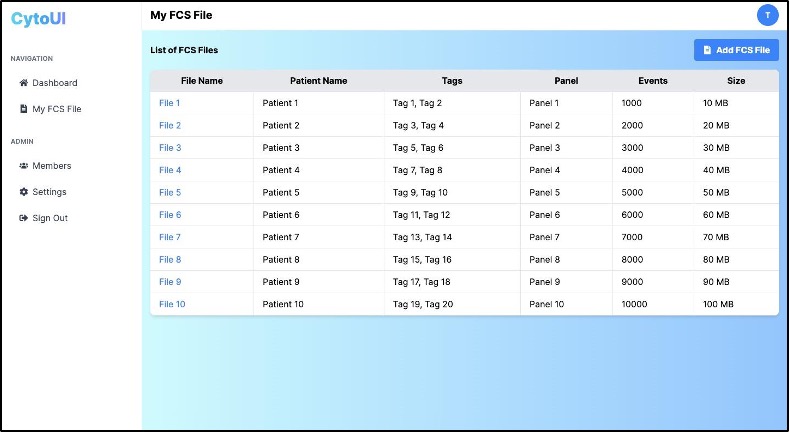 CytoUI
My FCS File
T
NAVIGATION
Dashboard
My FCS File
ADMIN
Members
Settings
Sign Out
List of FCS Files
Add FCS File
File Name Patient Name Tags Panel Events Size
File 1 Patient 1 Tag 1, Tag 2 Panel 1 1000 10 MB
File 2 Patient 2 Tag 3, Tag 4 Panel 2 2000 20 MB
File 3 Patient 3 Tag 5, Tag 6 Panel 3 3000 30 MB
File 4 Patient 4 Tag 7, Tag 8 Panel 4 4000 40 MB
File 5 Patient 5 Tag 9, Tag 10 Panel 5 5000 50 MB
File 6 Patient 6 Tag 11, Tag 12 Panel 6 6000 60 MB
File 7 Patient 7 Tag 13, Tag 14 Panel 7 7000 70 MB
File 8 Patient 8 Tag 15, Tag 16 Panel 8 8000 80 MB
File 9 Patient 9 Tag 17, Tag 18 Panel 9 9000 90 MB
File 10 Patient 10 Tag 19, Tag 20 Panel 10 10000 100 MB